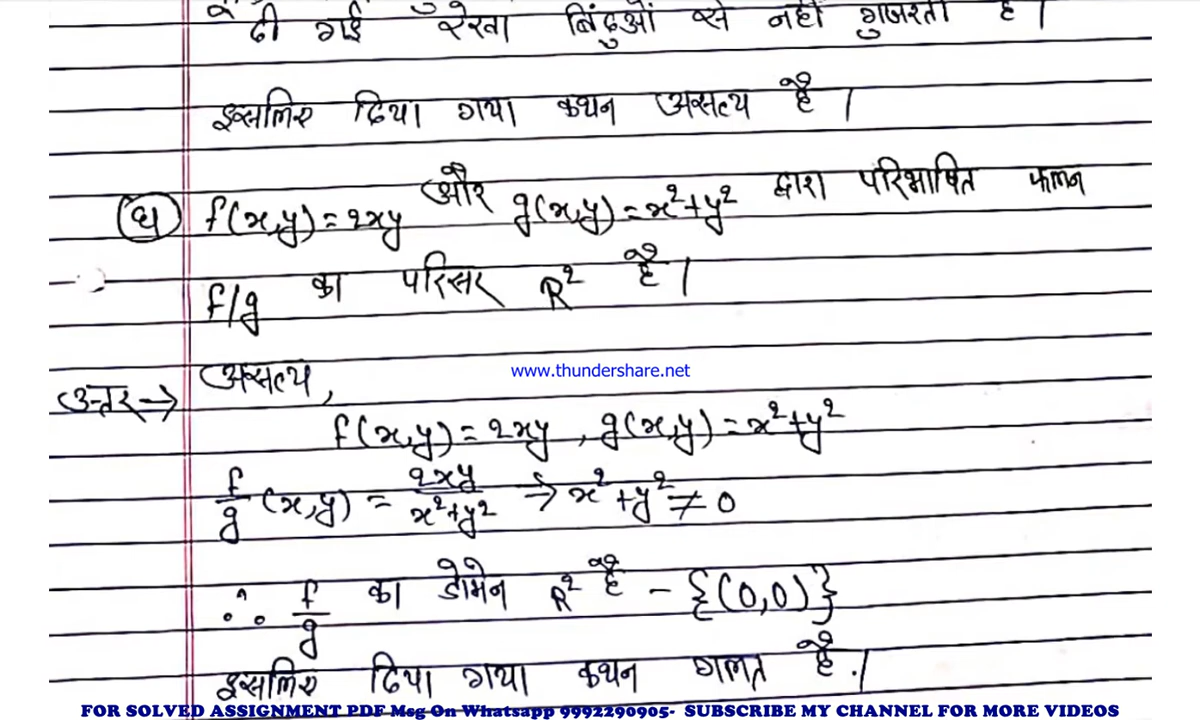 दी गई रेखा बिंदुओं से नहीं गुजरती है।
इसलिए दिया गया कथन असत्य है।
(घ) f(x,y)=2xy और g(x,y)=x²+y² द्वारा परिभाषित फलन
f/g का परिसर R² है।
उत्तर→ असत्य,
www.thundershare.net
f(x,y)=2xy, g(x,y)=x²+y²
f/g (x,y) = 2xy/x²+y² → x²+y²≠0
∴ f/g का डोमेन R² है - {(0,0)}
इसलिए दिया गया कथन गलत है.।
FOR SOLVED ASSIGNMENT PDF Msg On Whatsapp 9992290905- SUBSCRIBE MY CHANNEL FOR MORE VIDEOS